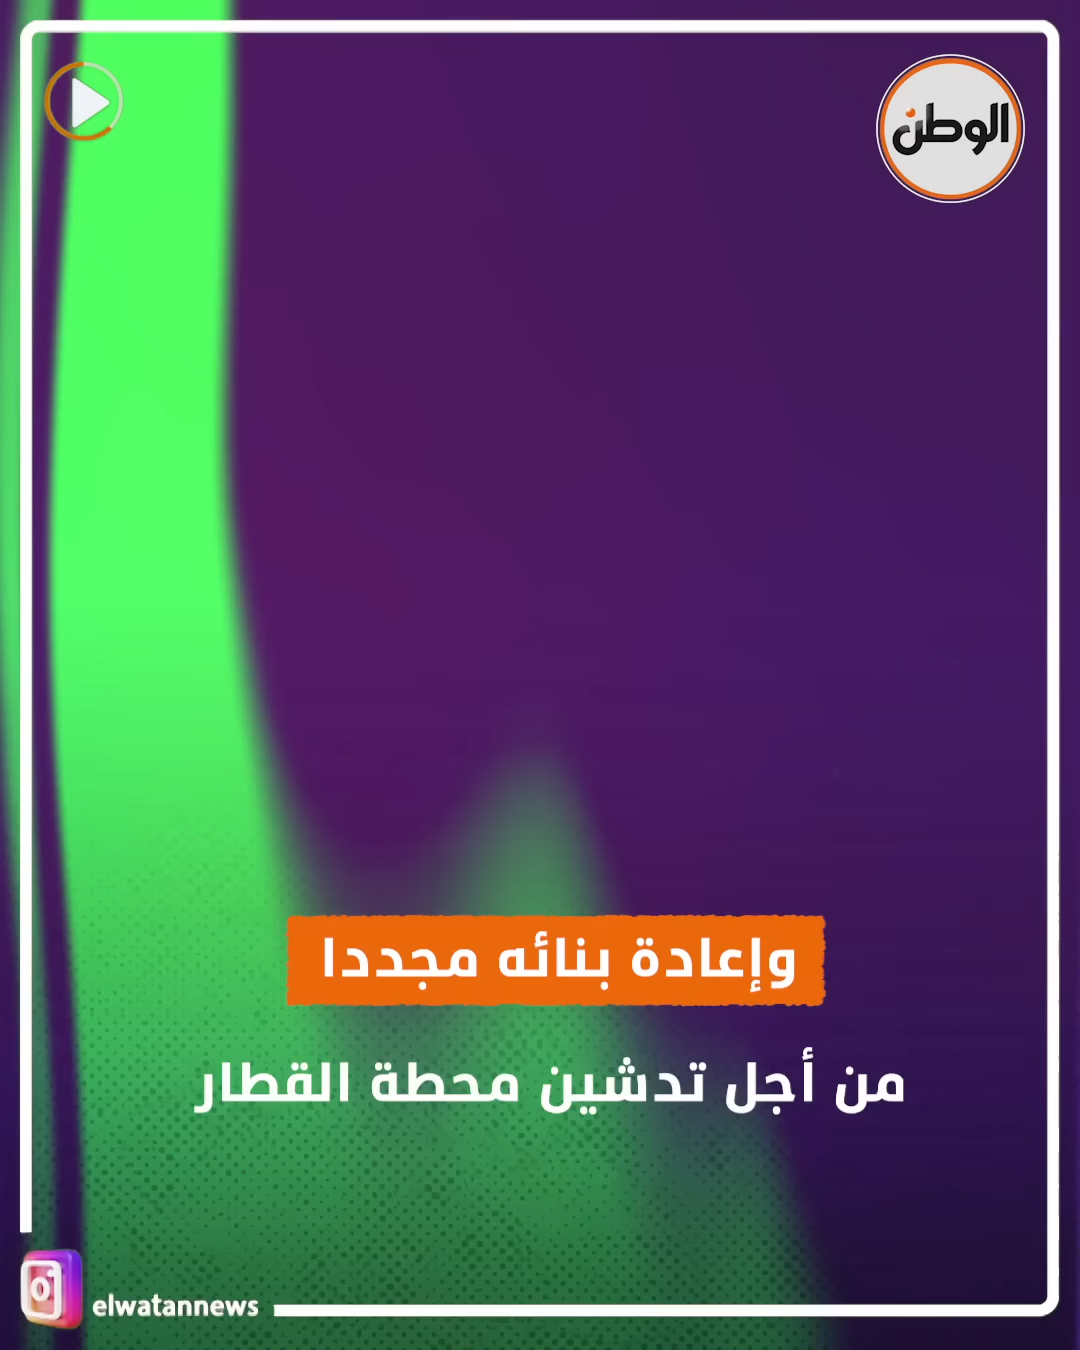 الوطن
وإعادة بنائه مجددا
من أجل تدشين محطة القطار
elwatannews